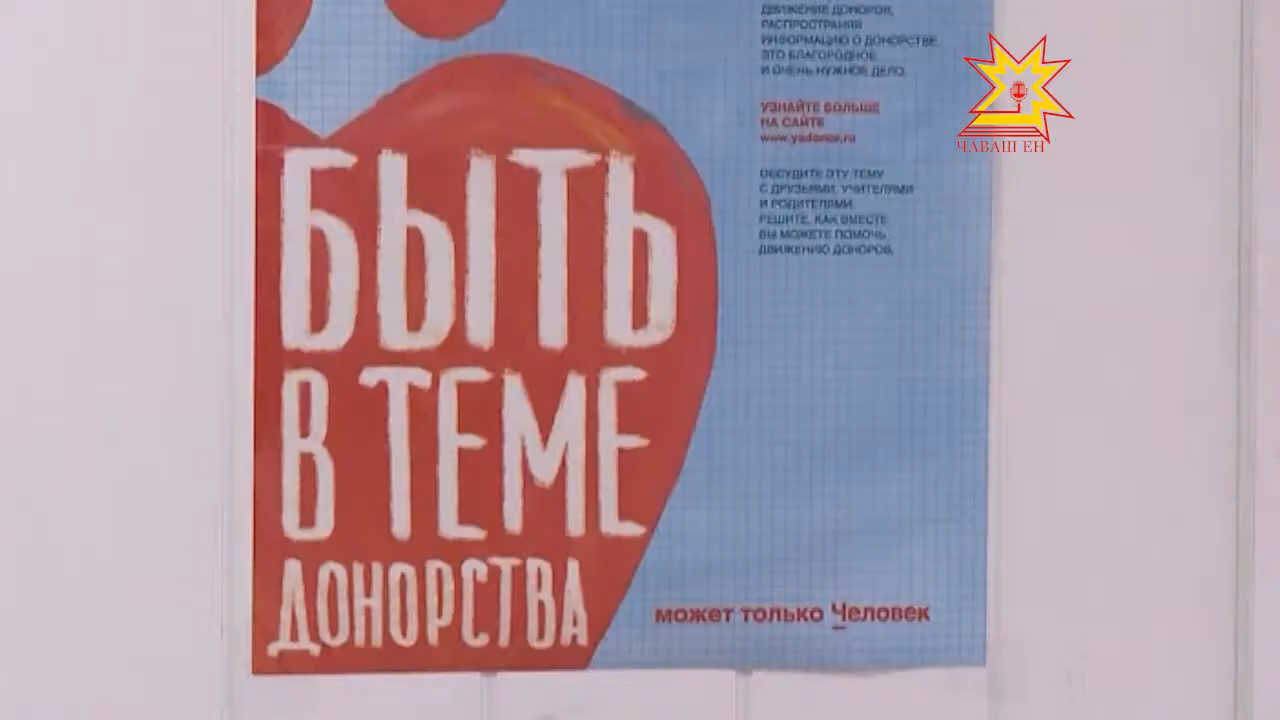 БЫТЬ
В ТЕМЕ
ДОНОРСТВА
ДВИЖЕНИЕ ДОНОРОВ,
РАСПРОСТРАНЯЯ
ИНФОРМАЦИЮ О ДОНОРСТВЕ.
ЭТО БЛАГОРОДНОЕ
И ОЧЕНЬ НУЖНОЕ ДЕЛО.
УЗНАЙТЕ БОЛЬШЕ
НА САЙТЕ
www.yadonor.ru
ОБСУДИТЕ ЭТУ ТЕМУ
С ДРУЗЬЯМИ, УЧИТЕЛЯМИ
И РОДИТЕЛЯМИ.
РЕШИТЕ, КАК ВМЕСТЕ
ВЫ МОЖЕТЕ ПОМОЧЬ
ДВИЖЕНИЮ ДОНОРОВ.
может только Человек
ЧАВАШ ЕН